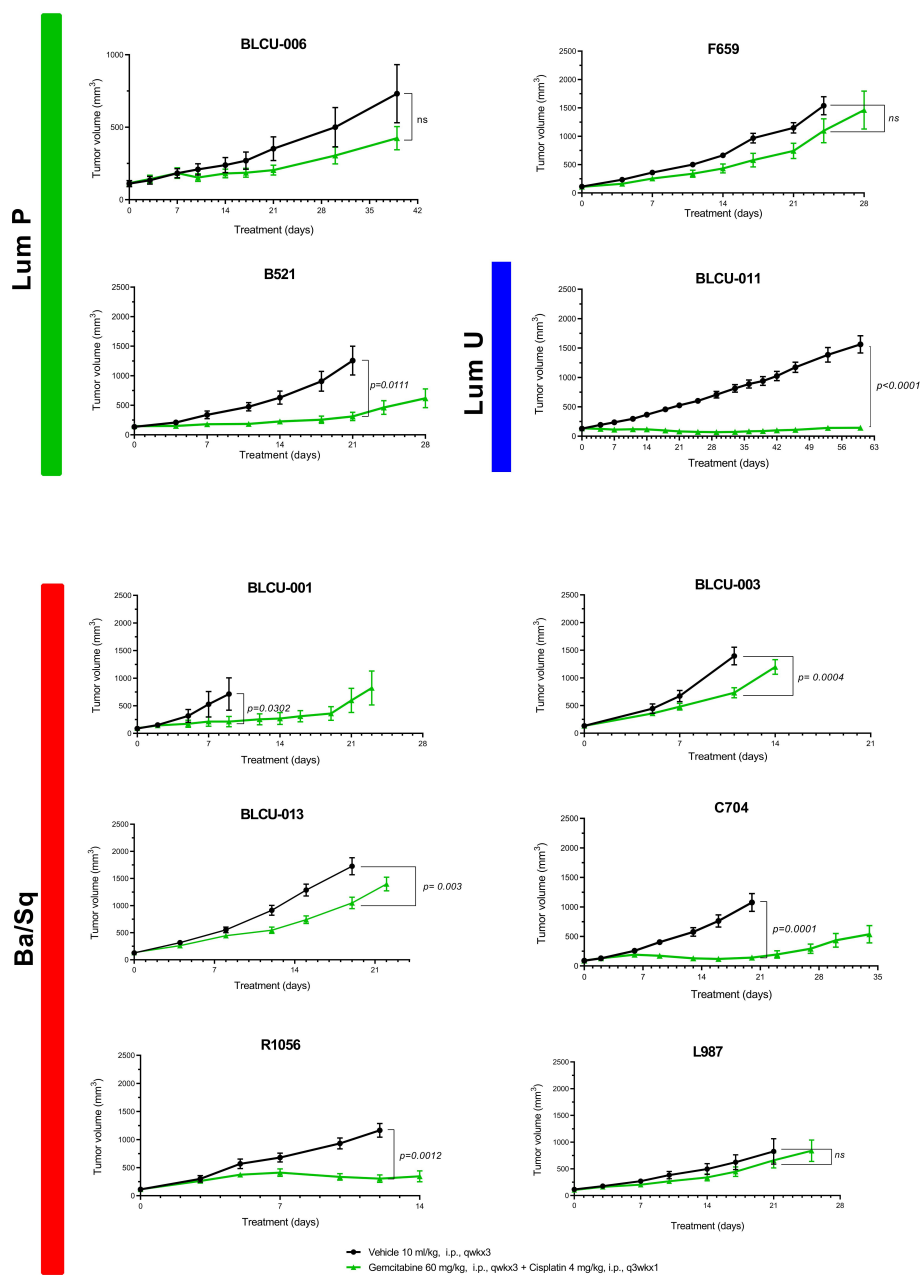 Lum P
BLCU-006
Tumor volume (mm3)
1000
500
0
0 7 14 21 28 35 42
Treatment (days)
ns
F659
Tumor volume (mm3)
2500
2000
1500
1000
500
0
0 7 14 21 28
Treatment (days)
ns
B521
Tumor volume (mm3)
2500
2000
1500
1000
500
0
0 7 14 21 28
Treatment (days)
p=0.0111
Lum U
BLCU-011
Tumor volume (mm3)
2500
2000
1500
1000
500
0
0 7 14 21 28 35 42 49 56 63
Treatment (days)
p<0.0001
Ba/Sq
BLCU-001
Tumor volume (mm3)
2500
2000
1500
1000
500
0
0 7 14 21 28
Treatment (days)
p=0.0302
BLCU-003
Tumor volume (mm3)
2500
2000
1500
1000
500
0
0 7 14 21
Treatment (days)
p= 0.0004
BLCU-013
Tumor volume (mm3)
2500
2000
1500
1000
500
0
0 7 14 21
Treatment (days)
p= 0.003
C704
Tumor volume (mm3)
2500
2000
1500
1000
500
0
0 7 14 21 28 35
Treatment (days)
p=0.0001
R1056
Tumor volume (mm3)
2500
2000
1500
1000
500
0
0 7 14
Treatment (days)
p=0.0012
L987
Tumor volume (mm3)
2500
2000
1500
1000
500
0
0 7 14 21 28
Treatment (days)
ns
Vehicle 10 ml/kg, i.p., qwkx3
Gemcitabine 60 mg/kg, i.p., qwkx3 + Cisplatin 4 mg/kg, i.p., q3wkx1